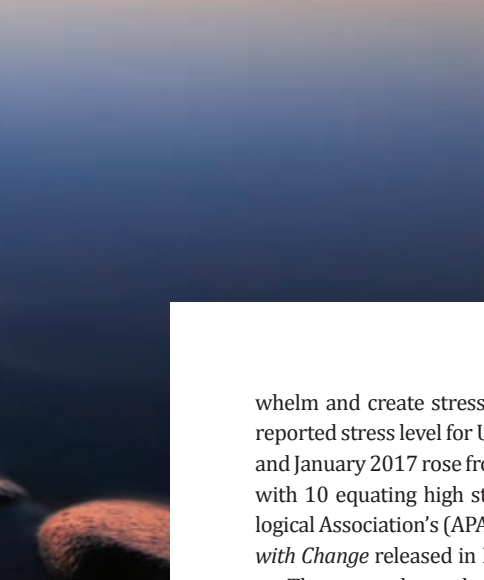 whelm and create stress
reported stress level for
and January 2017 rose
with 10 equating high
logical Association's (APA
with Change released in